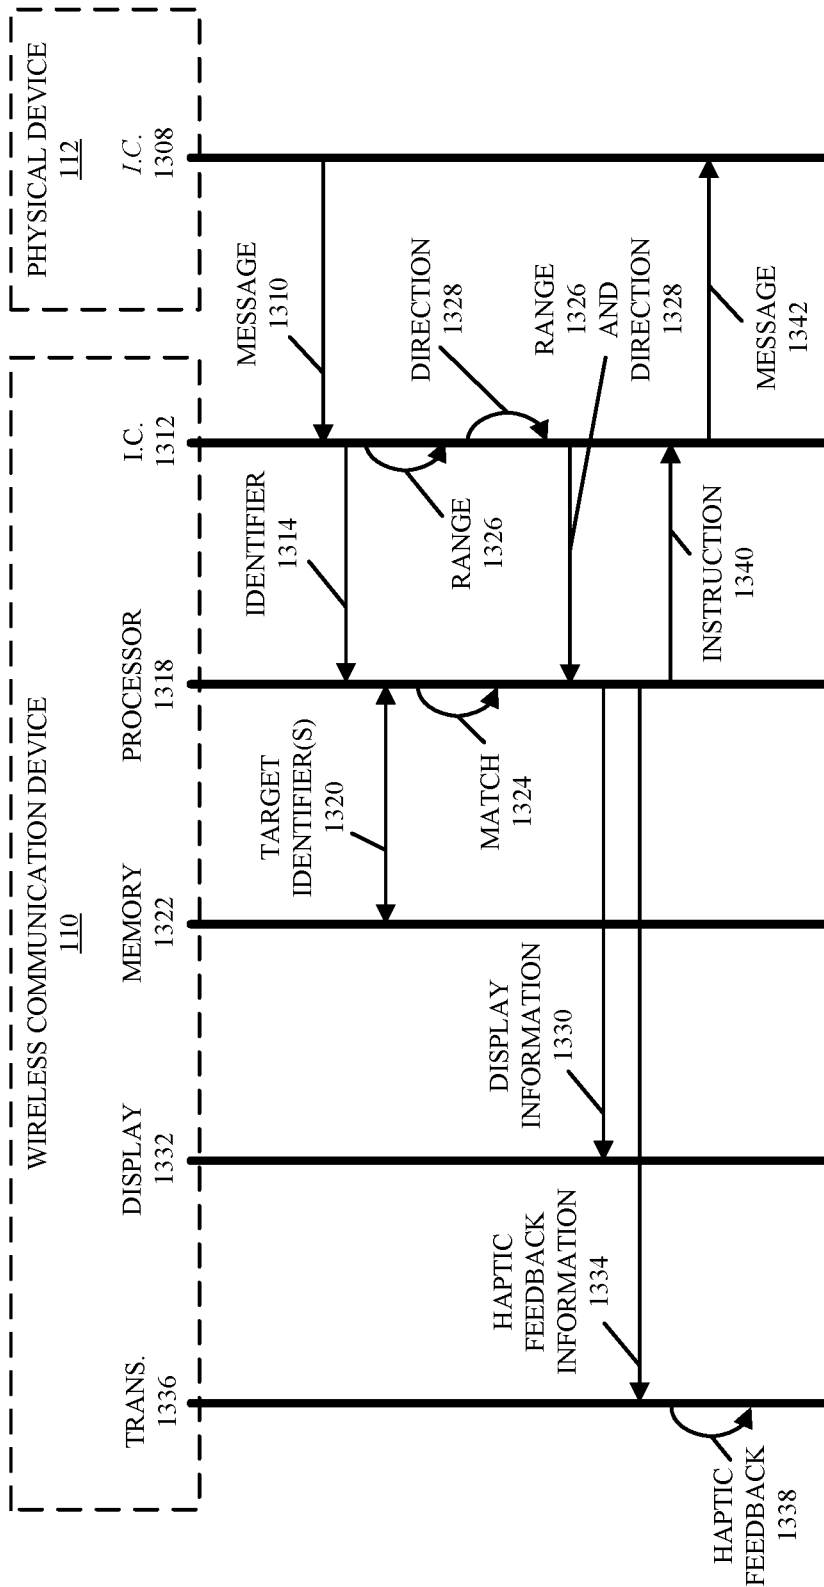 WIRELESS COMMUNICATION DEVICE
110
PHYSICAL DEVICE
112
TRANS.
1336
DISPLAY
1332
MEMORY
1322
PROCESSOR
1318
I.C.
1312
I.C.
1308
MESSAGE
1310
IDENTIFIER
1314
TARGET
IDENTIFIER(S)
1320
RANGE
1326
DIRECTION
1328
MATCH
1324
RANGE
1326
AND
DIRECTION
1328
DISPLAY
INFORMATION
1330
HAPTIC
FEEDBACK
INFORMATION
1334
INSTRUCTION
1340
MESSAGE
1342
HAPTIC
FEEDBACK
1338